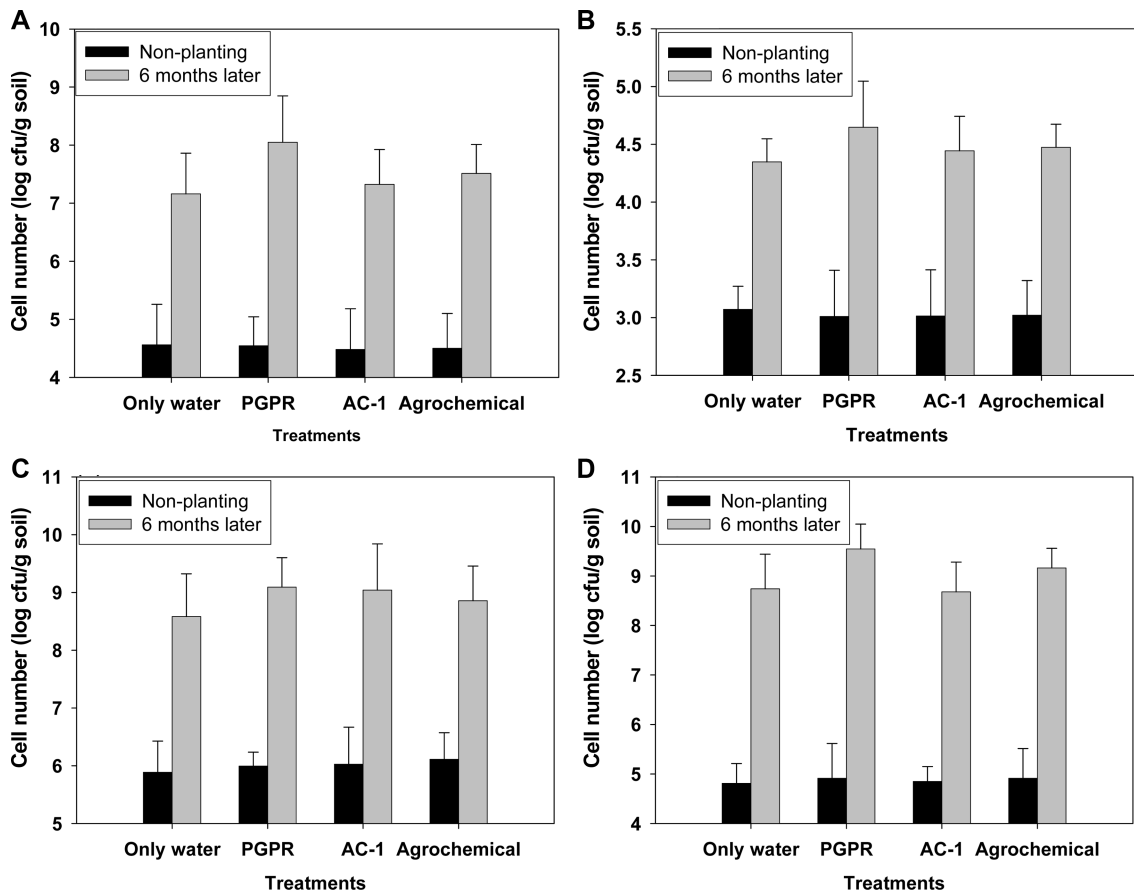 A
Cell number (log cfu/g soil)
10
9
8
7
6
5
4
Non-planting
6 months later
Only water PGPR AC-1 Agrochemical
Treatments
B
Cell number (log cfu/g soil)
5.5
5.0
4.5
4.0
3.5
3.0
2.5
Non-planting
6 months later
Only water PGPR AC-1 Agrochemical
Treatments
C
Cell number (log cfu/g soil)
11
10
9
8
7
6
5
Non-planting
6 months later
Only water PGPR AC-1 Agrochemical
Treatments
D
Cell number (log cfu/g soil)
11
10
9
8
7
6
5
4
Non-planting
6 months later
Only water PGPR AC-1 Agrochemical
Treatments